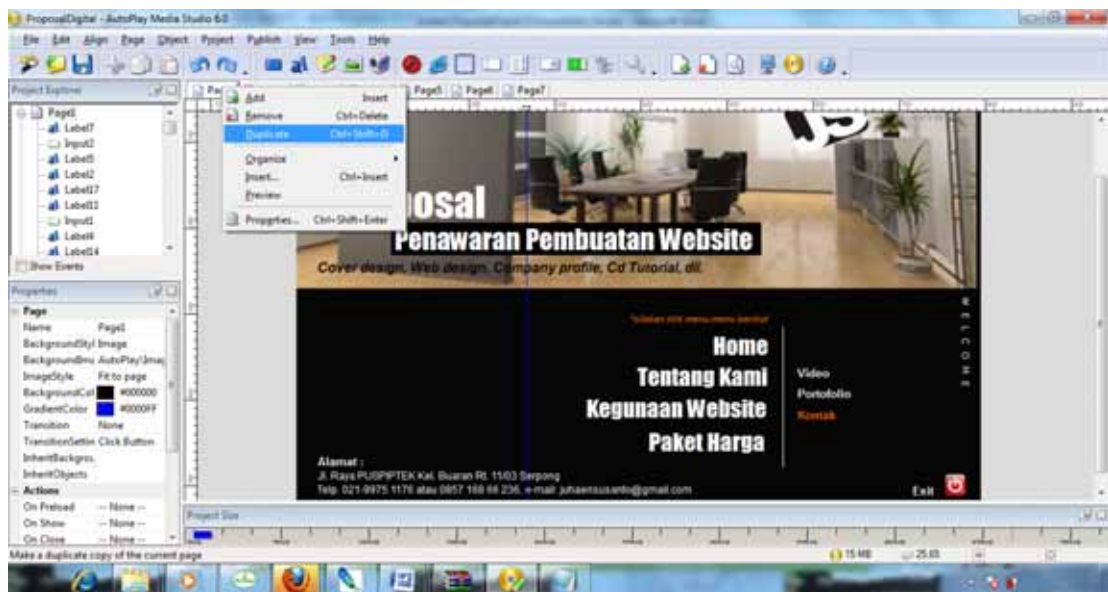 ProposalDigital - AutoPlay Media Studio 6.0
File Edit Align Page Object Project Publish View Tools Help
Project Explorer
Page5 Page6 Page7
Page1
Label7
Input2
Label5
Label2
Label17
Label12
Input1
Label4
Label14
Show Events
Add Insert
Remove Ctrl+Delete
Duplicate Ctrl+Shift+D
Organize
Insert... Ctrl+Insert
Preview
Properties... Ctrl+Shift+Enter
Properties
Page
Name Page1
BackgroundStyl Image
BackgroundIma AutoPlay\Imag
ImageStyle Fit to page
BackgroundCol #000000
GradientColor #0000FF
Transition None
TransitionSettin Click Button
InheritBackgrou
InheritObjects
Actions
On Preload -- None --
On Show -- None --
On Close -- None --
osal
Penawaran Pembuatan Website
Cover design, Web design, Company profile, Cd Tutorial, dll.
WELCOME
Home
Tentang Kami
Kegunaan Website
Paket Harga
Video
Portofolio
Kontak
Alamat :
Jl. Raya PUSPIPTEK Kel. Buaran Rt. 11/03 Serpong
Telp. 021-9975 1176 atau 0857 168 66 236, e-mail: juhaensusanto@gmail.com
Exit
Project Size
Make a duplicate copy of the current page
15 MB